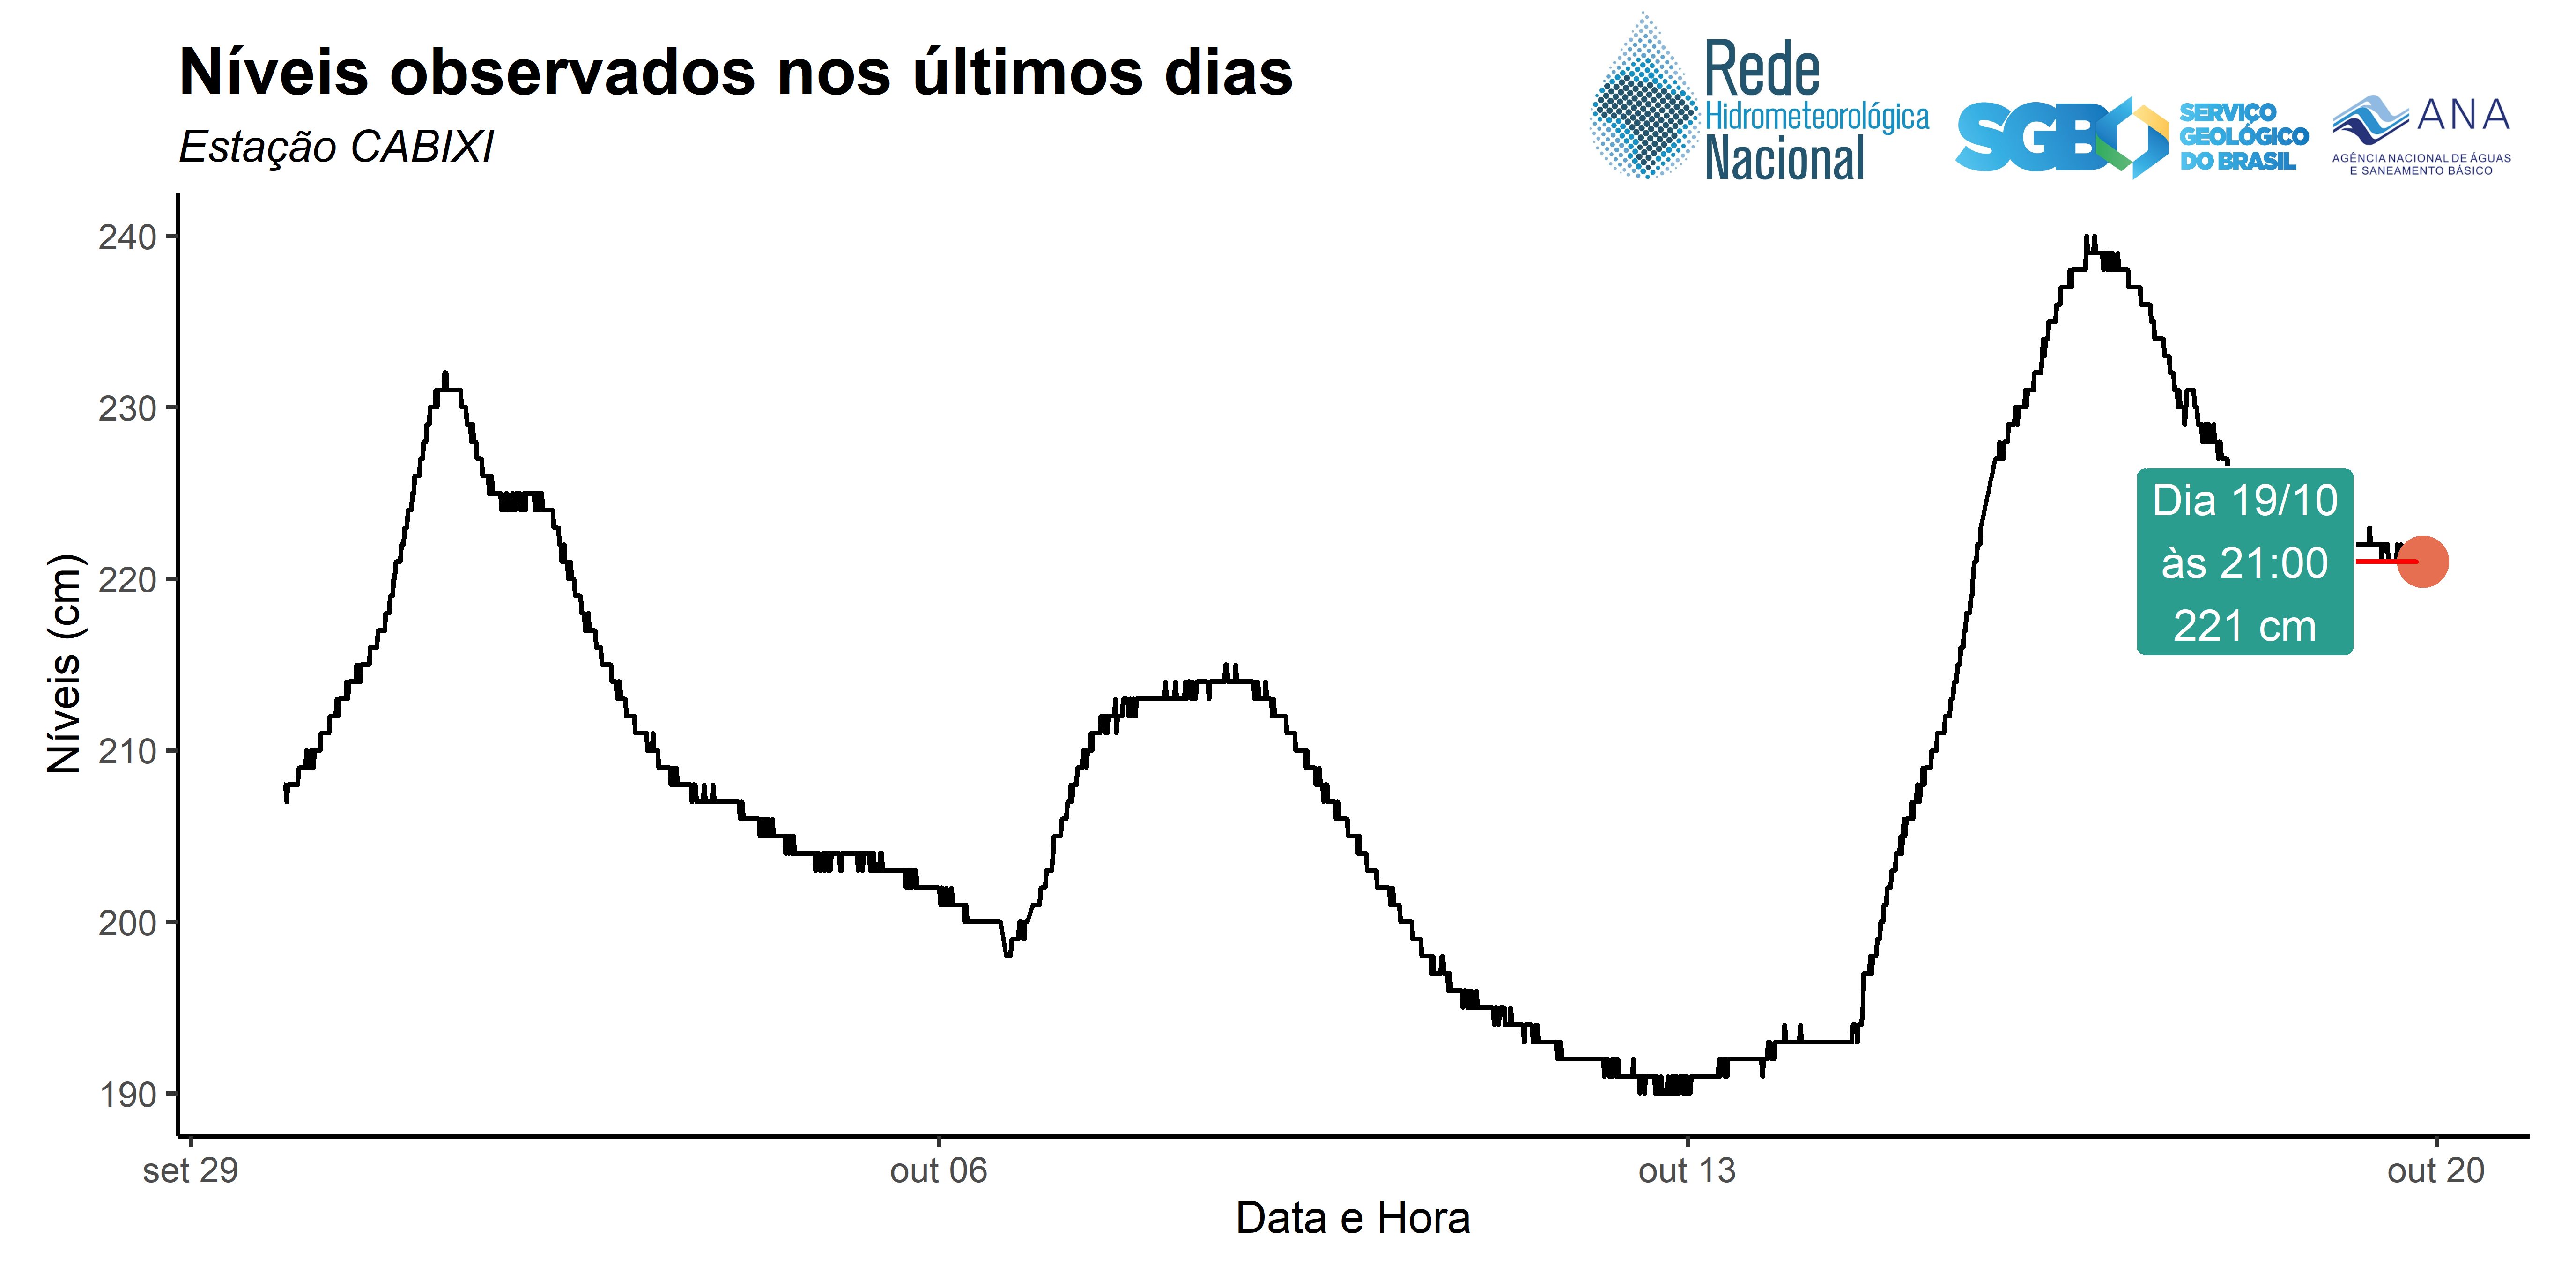 Níveis observados nos últimos dias
Estação CABIXI
Rede
Hidrometeorológica
Nacional
SGB
SERVIÇO
GEOLÓGICO
DO BRASIL
ANA
AGÊNCIA NACIONAL DE ÁGUAS
E SANEAMENTO BÁSICO
Níveis (cm)
240
230
220
210
200
190
Dia 19/10
às 21:00
221 cm
set 29
out 06
out 13
out 20
Data e Hora